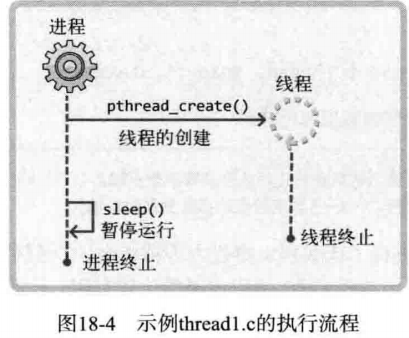 进程
线程
pthread_create()
线程的创建
sleep()
暂停运行
线程终止
进程终止
图18-4 示例thread1.c的执行流程